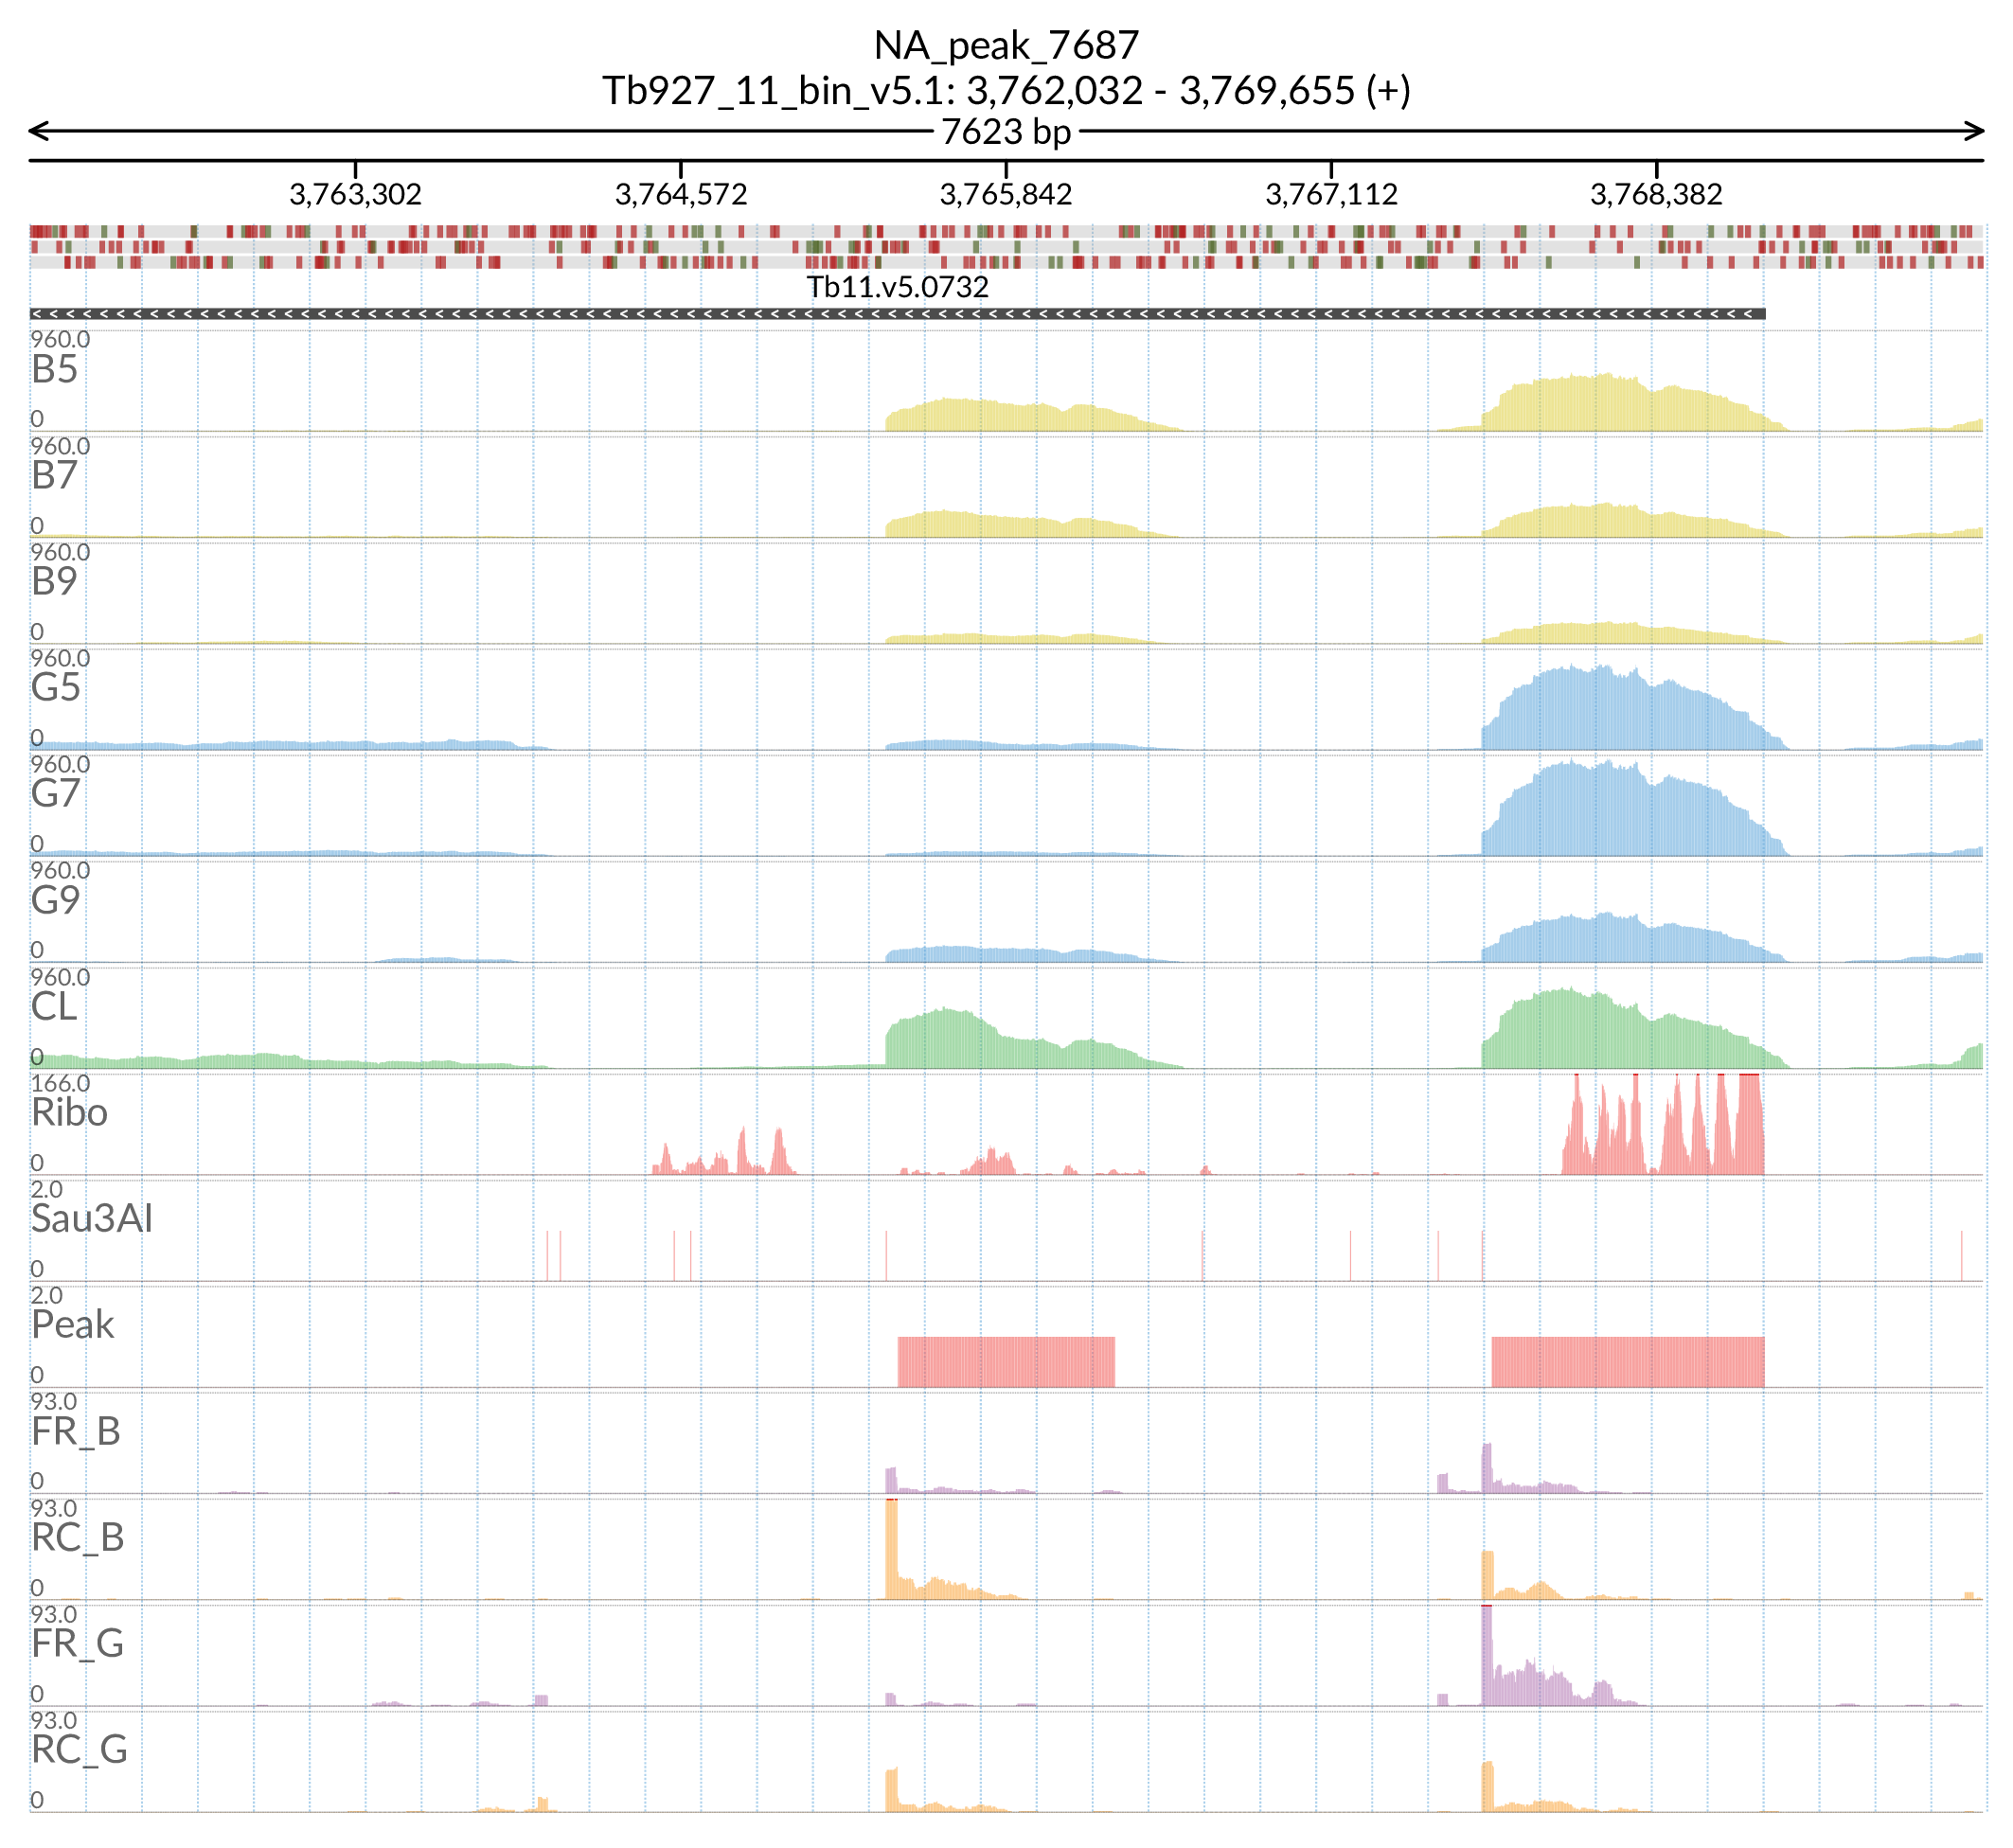 NA_peak_7687
Tb927_11_bin_v5.1: 3,762,032 - 3,769,655 (+)
7623 bp
3,763,302 3,764,572 3,765,842 3,767,112 3,768,382
Tb11.v5.0732
960.0
B5
0
960.0
B7
0
960.0
B9
0
960.0
G5
0
960.0
G7
0
960.0
G9
0
960.0
CL
0
166.0
Ribo
0
2.0
Sau3AI
0
2.0
Peak
0
93.0
FR_B
0
93.0
RC_B
0
93.0
FR_G
0
93.0
RC_G
0